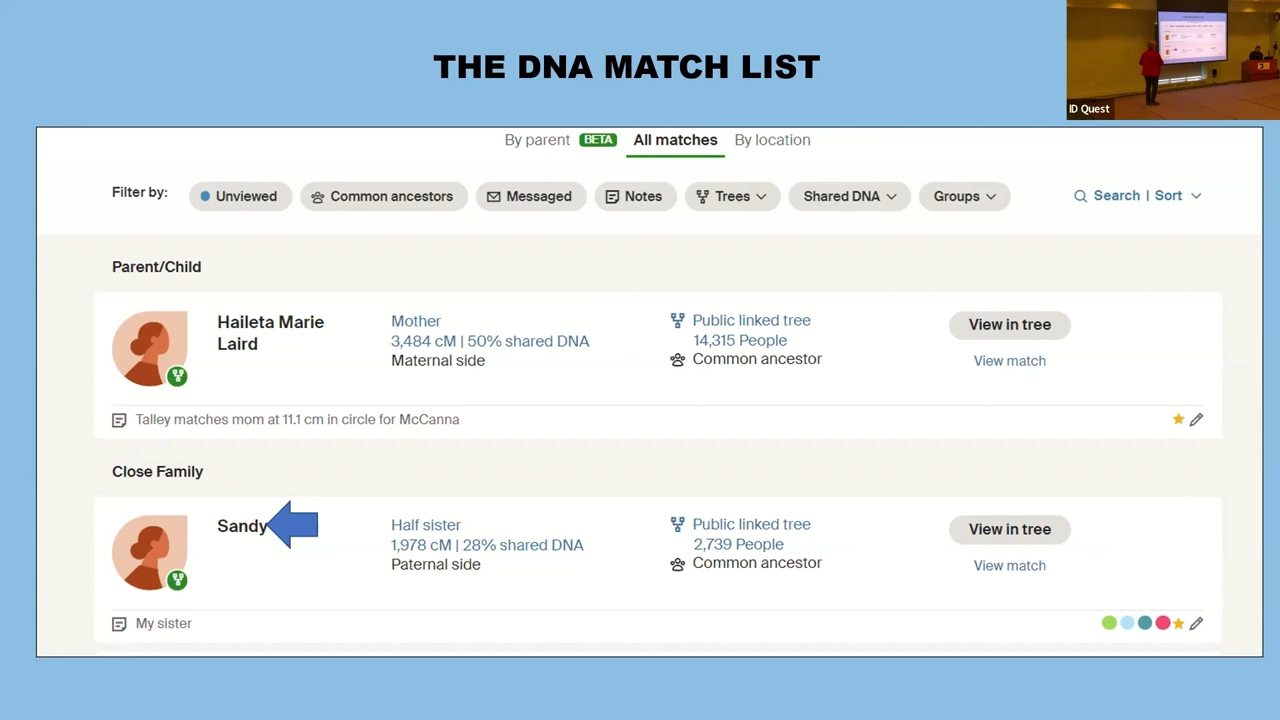 THE DNA MATCH LIST
ID Quest
By parent BETA All matches By location
Filter by: Unviewed Common ancestors Messaged Notes Trees Shared DNA Groups Search | Sort
Parent/Child
Haileta Marie
Laird
Mother
3,484 cM | 50% shared DNA
Maternal side
Public linked tree
14,315 People
Common ancestor
View in tree
View match
Talley matches mom at 11.1 cm in circle for McCanna
Close Family
Sandy
Half sister
1,978 cM | 28% shared DNA
Paternal side
Public linked tree
2,739 People
Common ancestor
View in tree
View match
My sister